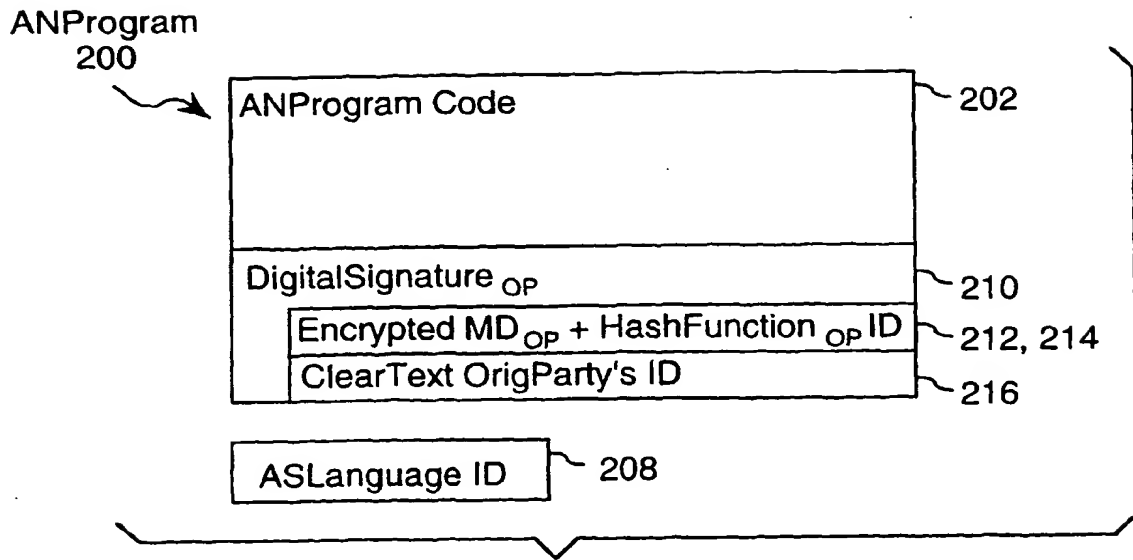 ANProgram
200
ANProgram Code
202
DigitalSignature OP
210
Encrypted MD OP + HashFunction OP ID
212, 214
ClearText OrigParty's ID
216
ASLanguage ID
208